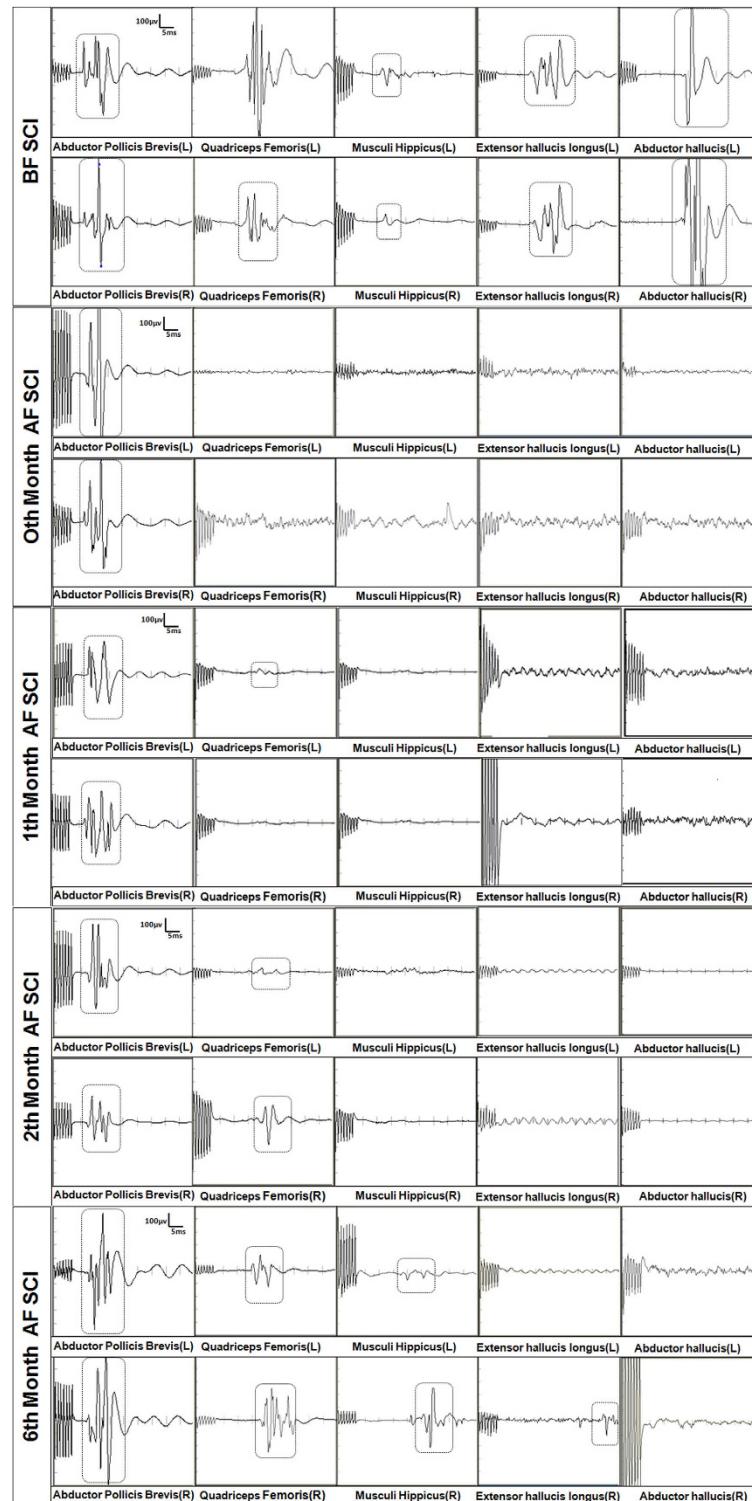 BF SCI
100μv
5ms
Abductor Pollicis Brevis(L) Quadriceps Femoris(L) Musculi Hippicus(L) Extensor hallucis longus(L) Abductor hallucis(L)
Abductor Pollicis Brevis(R) Quadriceps Femoris(R) Musculi Hippicus(R) Extensor hallucis longus(R) Abductor hallucis(R)
0th Month AF SCI
100μv
5ms
Abductor Pollicis Brevis(L) Quadriceps Femoris(L) Musculi Hippicus(L) Extensor hallucis longus(L) Abductor hallucis(L)
Abductor Pollicis Brevis(R) Quadriceps Femoris(R) Musculi Hippicus(R) Extensor hallucis longus(R) Abductor hallucis(R)
1th Month AF SCI
100μv
5ms
Abductor Pollicis Brevis(L) Quadriceps Femoris(L) Musculi Hippicus(L) Extensor hallucis longus(L) Abductor hallucis(L)
Abductor Pollicis Brevis(R) Quadriceps Femoris(R) Musculi Hippicus(R) Extensor hallucis longus(R) Abductor hallucis(R)
2th Month AF SCI
100μv
5ms
Abductor Pollicis Brevis(L) Quadriceps Femoris(L) Musculi Hippicus(L) Extensor hallucis longus(L) Abductor hallucis(L)
Abductor Pollicis Brevis(R) Quadriceps Femoris(R) Musculi Hippicus(R) Extensor hallucis longus(R) Abductor hallucis(R)
6th Month AF SCI
100μv
5ms
Abductor Pollicis Brevis(L) Quadriceps Femoris(L) Musculi Hippicus(L) Extensor hallucis longus(L) Abductor hallucis(L)
Abductor Pollicis Brevis(R) Quadriceps Femoris(R) Musculi Hippicus(R) Extensor hallucis longus(R) Abductor hallucis(R)